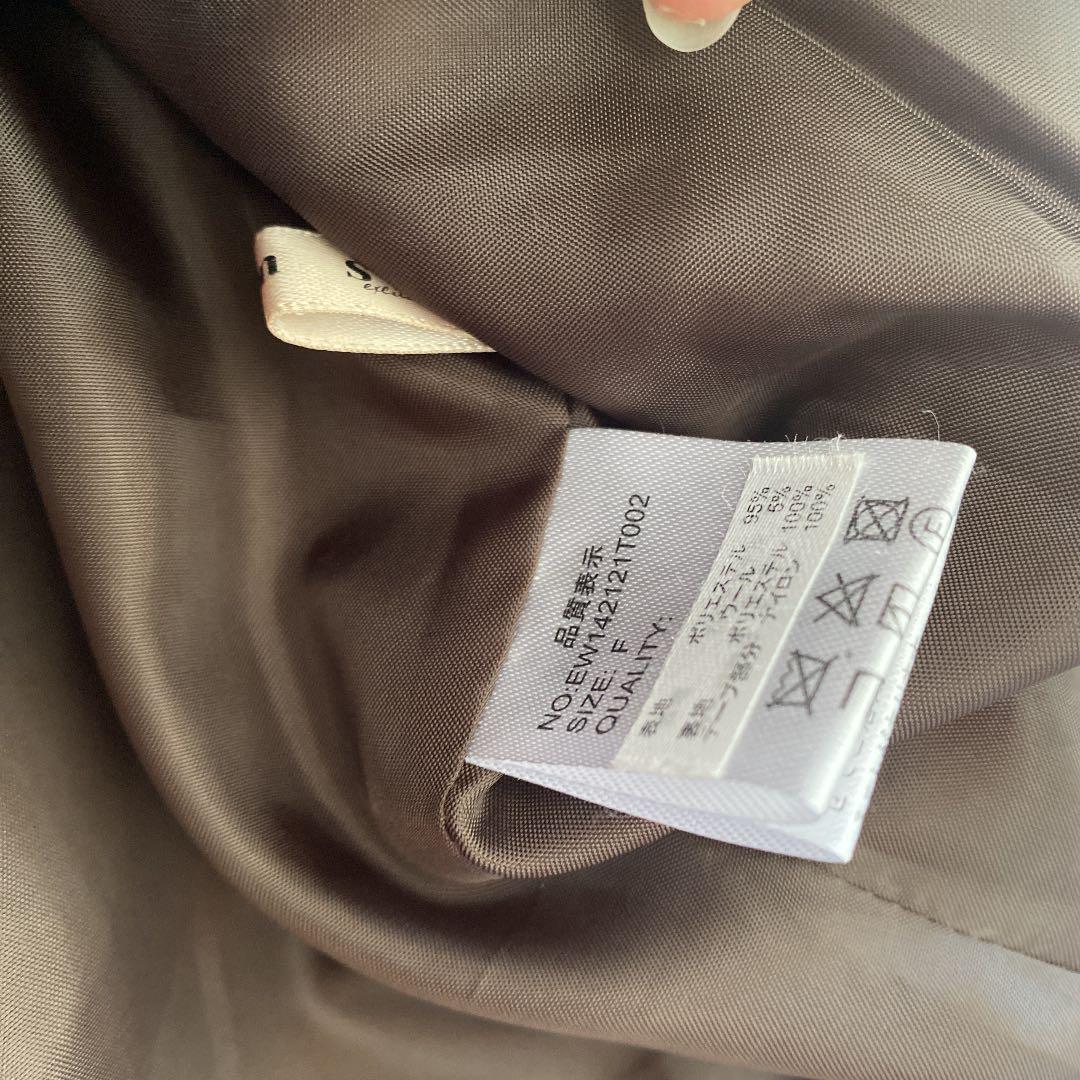 品質表示
NO:EW142121T002
SIZE: F
QUALITY:
表地 ポリエステル 95%
ウール 5%
裏地 ポリエステル 100%
テープ部分 ナイロン 100%